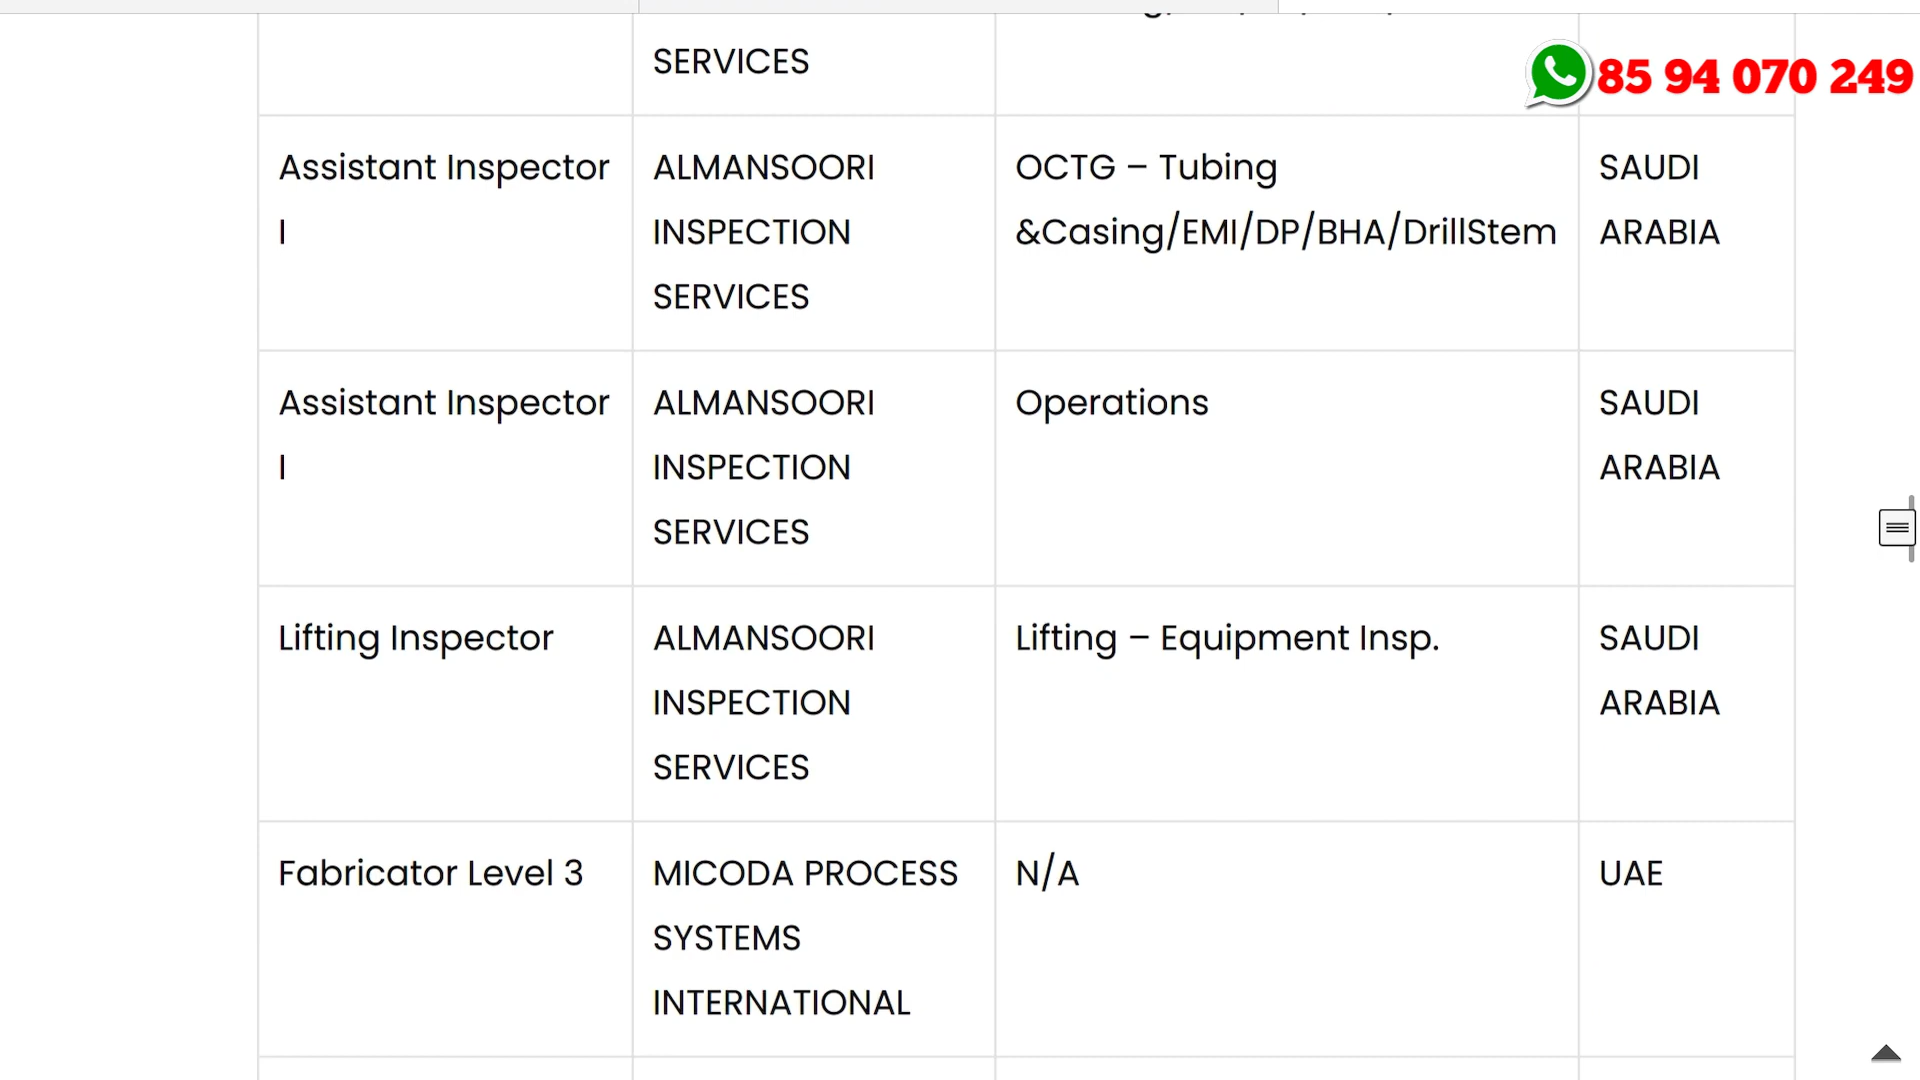 SERVICES
85 94 070 249
Assistant Inspector
I
ALMANSOORI
INSPECTION
SERVICES
OCTG – Tubing
&Casing/EMI/DP/BHA/DrillStem
SAUDI
ARABIA
Assistant Inspector
I
ALMANSOORI
INSPECTION
SERVICES
Operations
SAUDI
ARABIA
Lifting Inspector
ALMANSOORI
INSPECTION
SERVICES
Lifting – Equipment Insp.
SAUDI
ARABIA
Fabricator Level 3
MICODA PROCESS
SYSTEMS
INTERNATIONAL
N/A
UAE